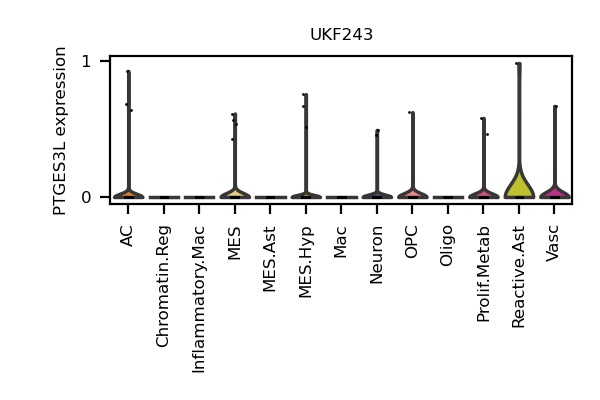 UKF243
PTGES3L expression
1
0
AC
Chromatin.Reg
Inflammatory.Mac
MES
MES.Ast
MES.Hyp
Mac
Neuron
OPC
Oligo
Prolif.Metab
Reactive.Ast
Vasc